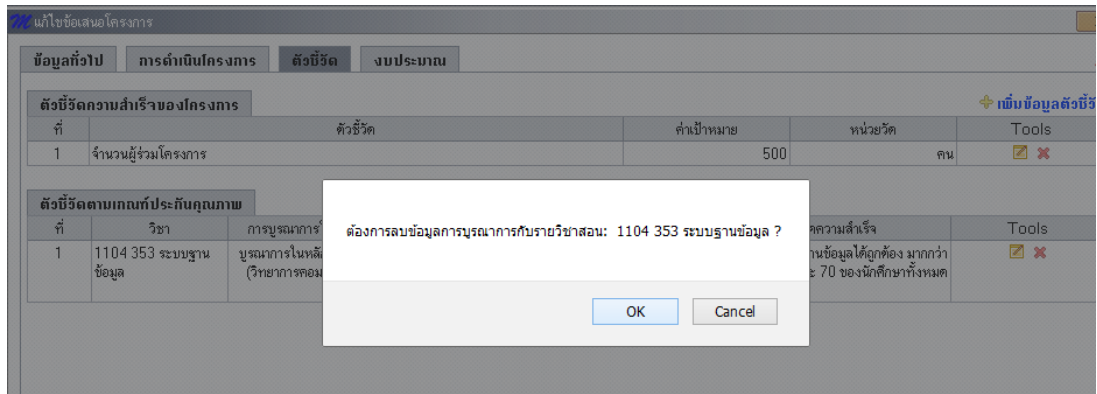 แก้ไขข้อเสนอโครงการ
ข้อมูลทั่วไป การดำเนินโครงการ ตัวชี้วัด งบประมาณ
ตัวชี้วัดความสำเร็จของโครงการ เพิ่มข้อมูลตัวชี้วั
ที่ ตัวชี้วัด ค่าเป้าหมาย หน่วยวัด Tools
1 จำนวนผู้ร่วมโครงการ 500 คน
ตัวชี้วัดตามเกณฑ์ประกันคุณภาพ
ที่ วิชา การบูรณาการ ความสำเร็จ Tools
1 1104 353 ระบบฐาน บูรณาการในหลั านข้อมูลได้ถูกต้อง มากกว่า
ข้อมูล (วิทยาการคอม ะ 70 ของนักศึกษาทั้งหมด
ต้องการลบข้อมูลการบูรณาการกับรายวิชาสอน: 1104 353 ระบบฐานข้อมูล ?
OK Cancel